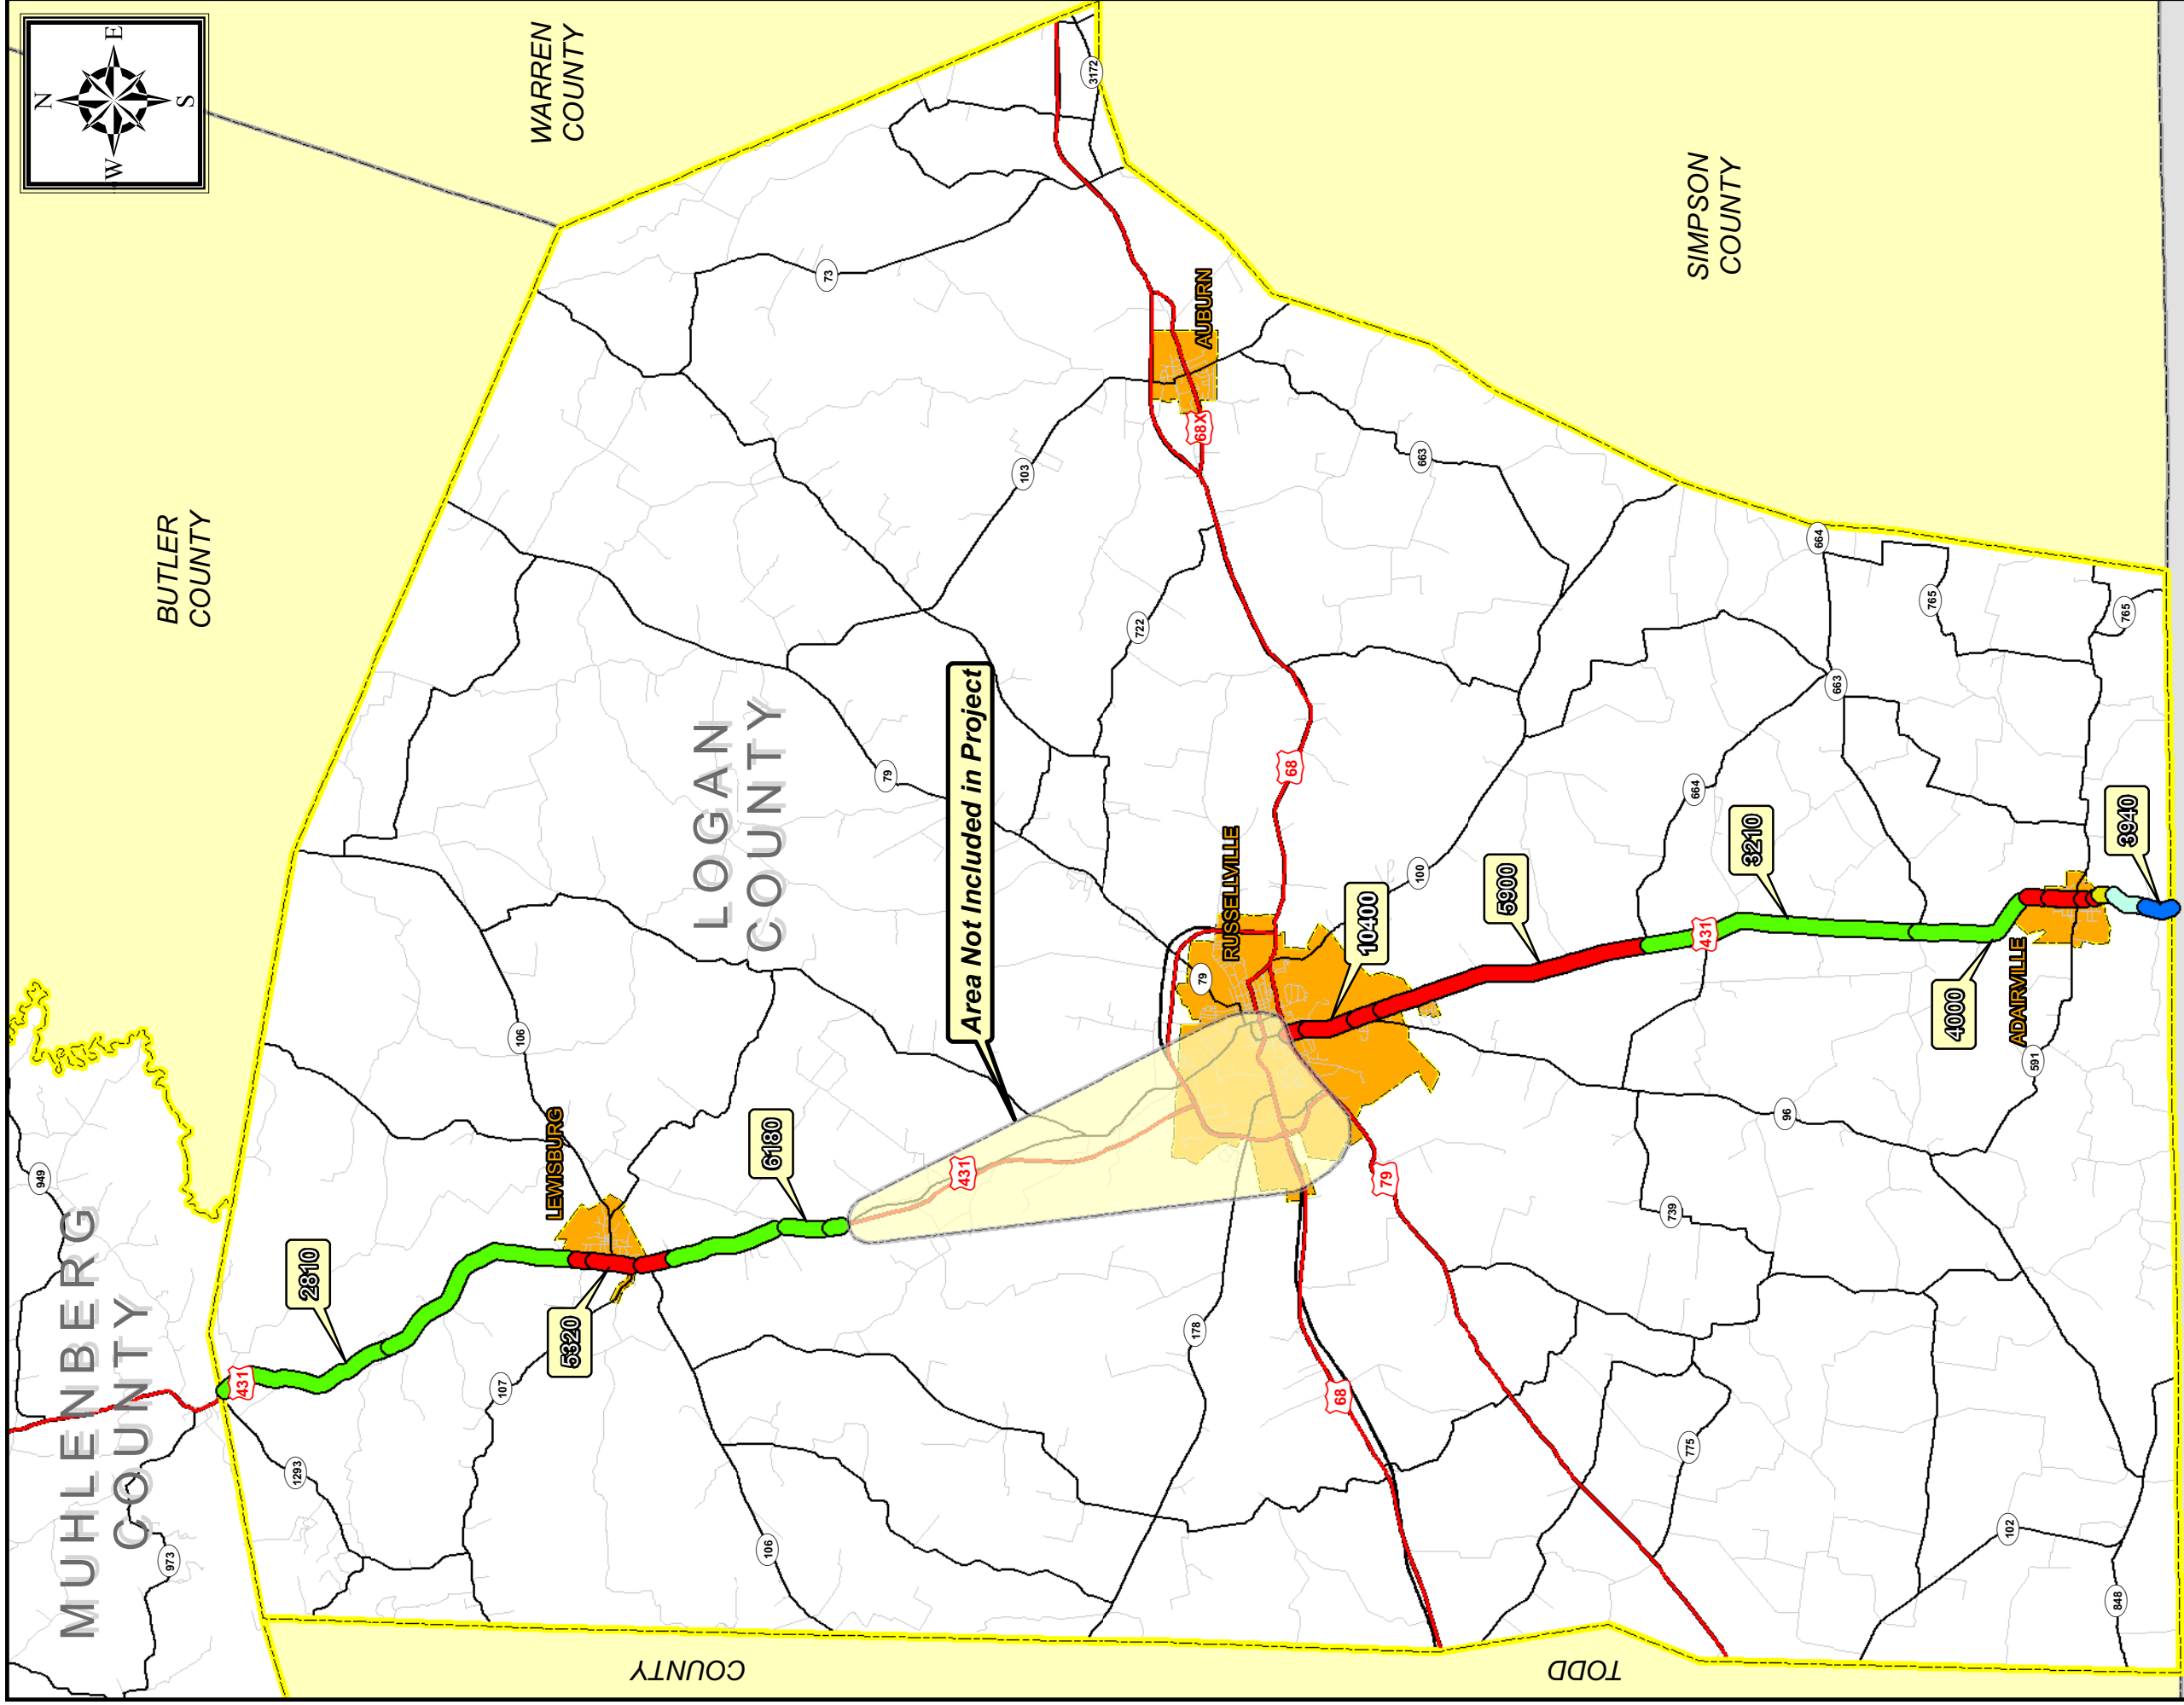 MUHLENBERG
COUNTY
949
973
N
W
E
S
BUTLER
COUNTY
WARREN
COUNTY
431
1293
2810
107
106
LEWISBURG
5320
LOGAN
COUNTY
73
106
6180
79
431
Area Not Included in Project
103
3172
722
178
79
AUBURN
68X
RUSSELLVILLE
68
68
10400
79
100
663
5900
SIMPSON
COUNTY
TODD
COUNTY
739
775
664
431
3210
96
664
663
765
4000
ADAIRVILLE
591
102
848
765
3940